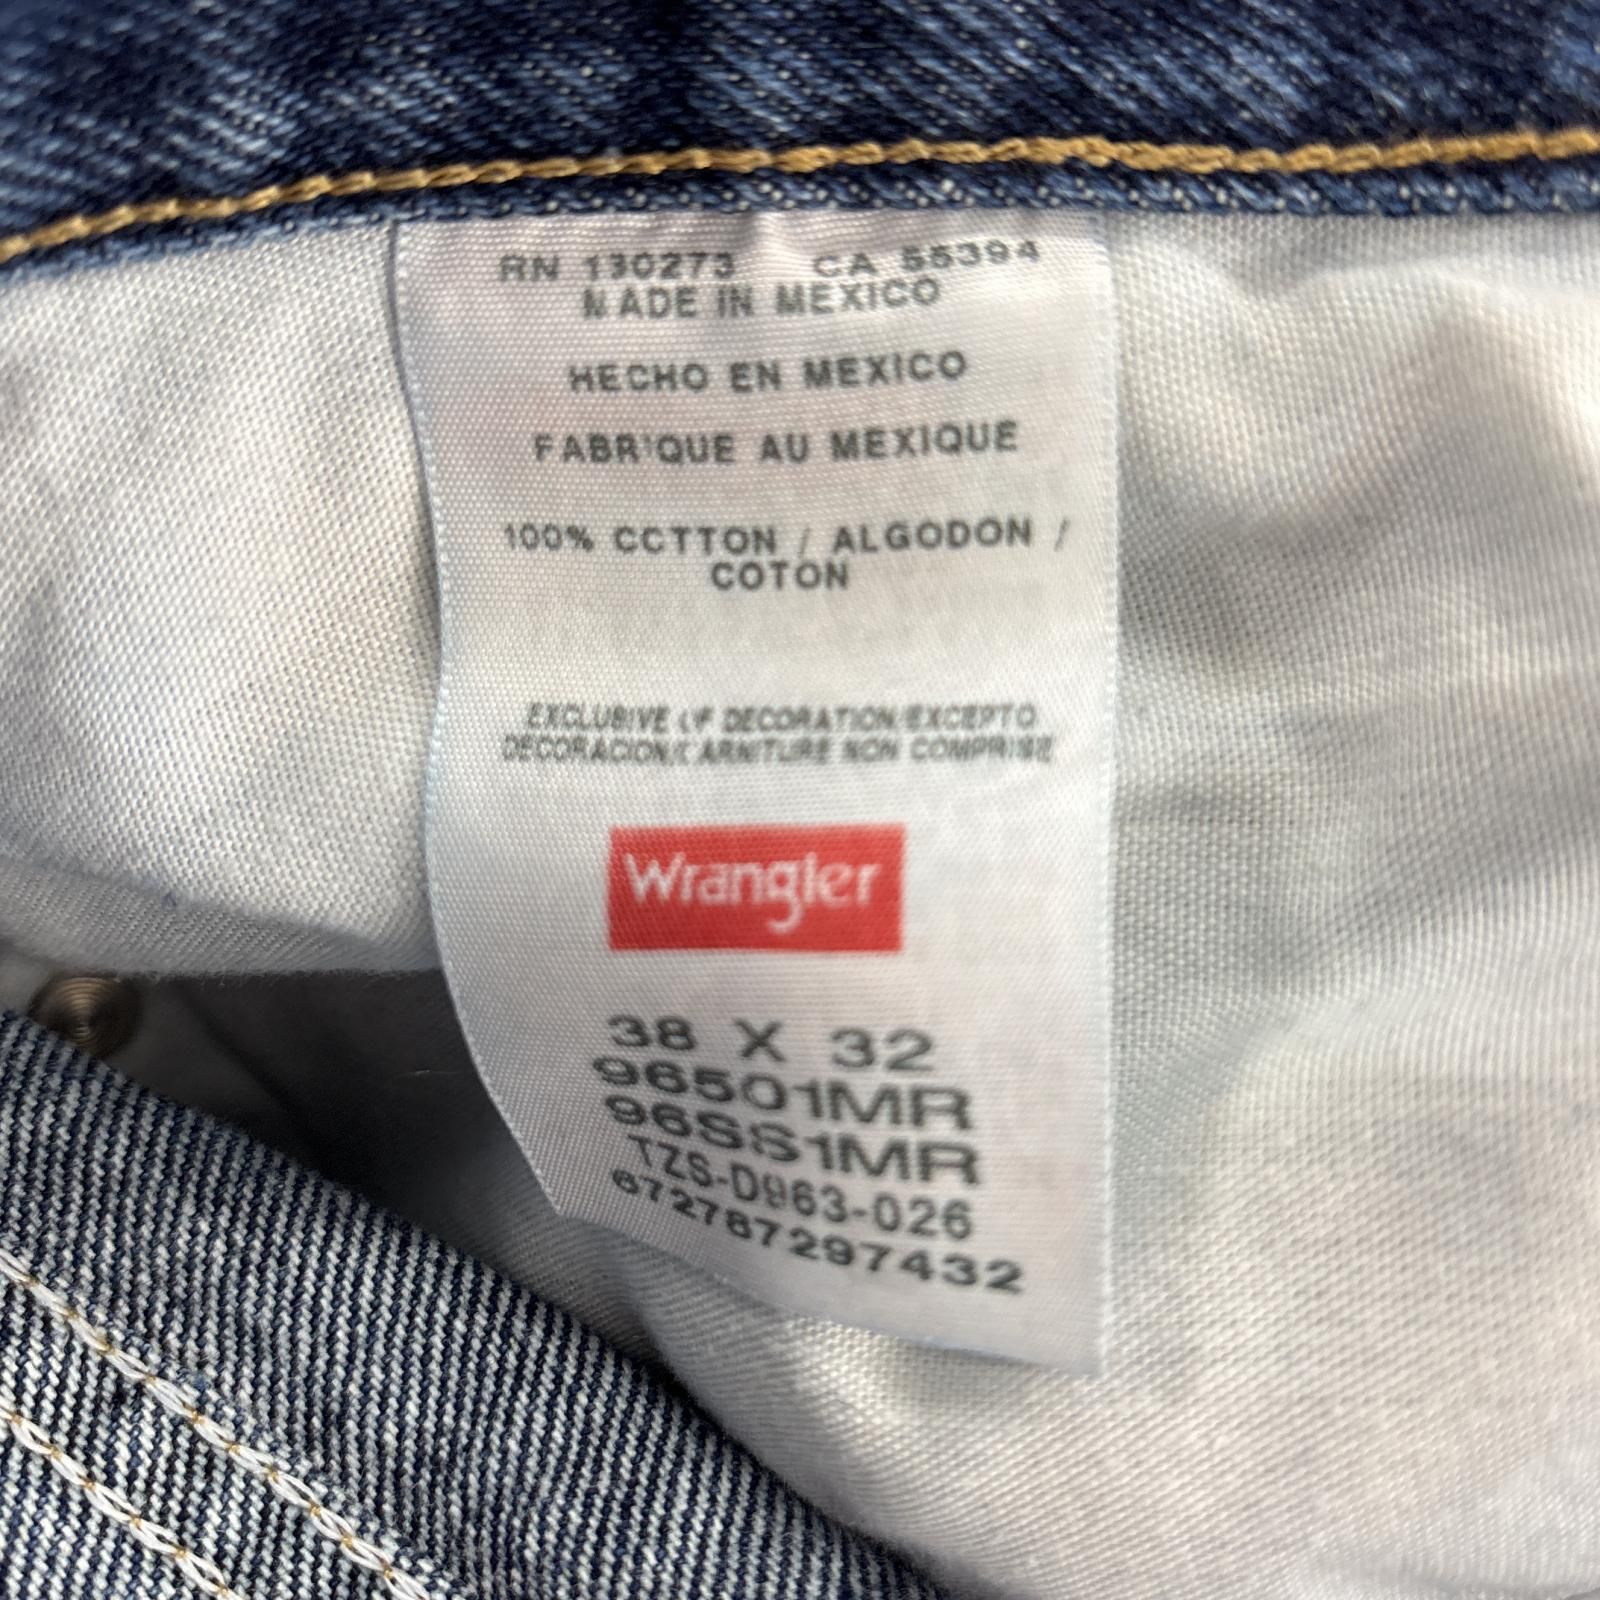 RN 130273 CA 55394
MADE IN MEXICO
HECHO EN MEXICO
FABRIQUE AU MEXIQUE
100% COTTON / ALGODON /
COTON
EXCLUSIVE OF DECORATION/EXCEPTO
DECORACION/GARNITURE NON COMPRISE
Wrangler
38 X 32
96501MR
96SS1MR
TZS-D963-026
672787297432